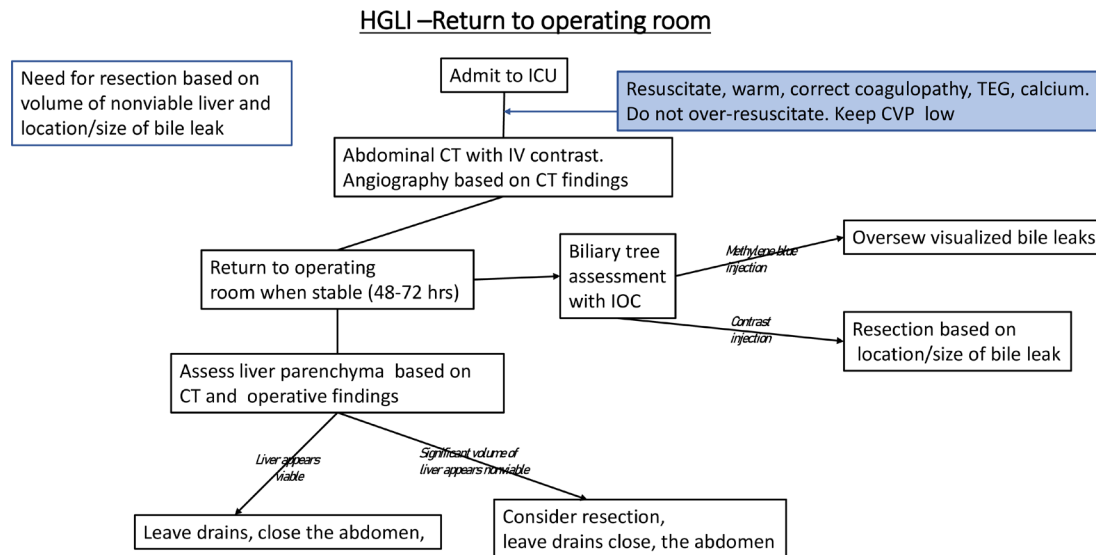 HGLI –Return to operating room
Need for resection based on
volume of nonviable liver and
location/size of bile leak
Admit to ICU
Resuscitate, warm, correct coagulopathy, TEG, calcium.
Do not over-resuscitate. Keep CVP low
Abdominal CT with IV contrast.
Angiography based on CT findings
Return to operating
room when stable (48-72 hrs)
Biliary tree
assessment
with IOC
Methylene blue
injection
Oversew visualized bile leaks
Contrast
injection
Resection based on
location/size of bile leak
Assess liver parenchyma based on
CT and operative findings
Liver appears
viable
Significant volume of
liver appears nonviable
Leave drains, close the abdomen,
Consider resection,
leave drains close, the abdomen